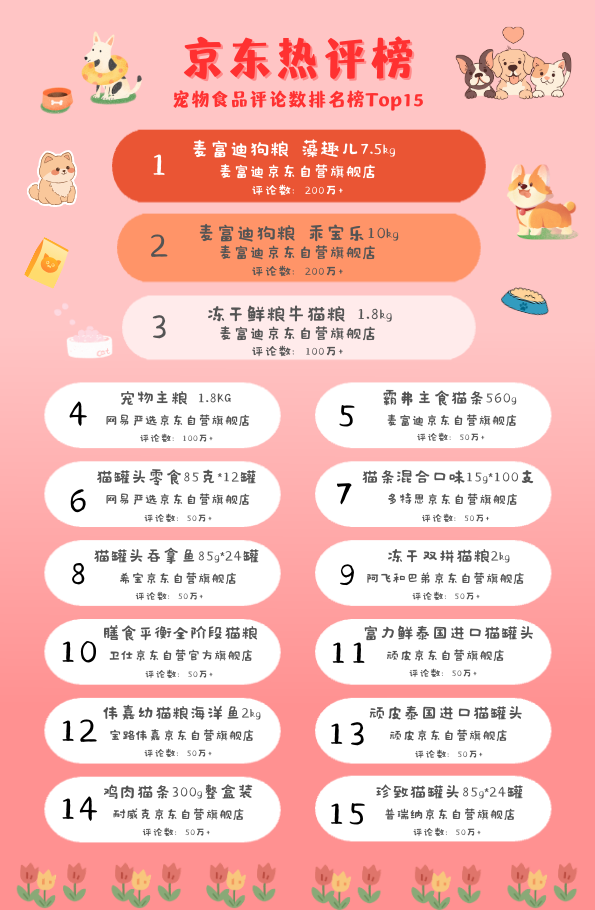 京东热评榜
宠物食品评论数排名榜Top15
1
麦富迪狗粮 藻趣儿7.5kg
麦富迪京东自营旗舰店
评论数: 200万+
2
麦富迪狗粮 乖宝乐10kg
麦富迪京东自营旗舰店
评论数: 200万+
3
冻干鲜粮牛猫粮 1.8kg
麦富迪京东自营旗舰店
评论数: 100万+
4
宠物主粮 1.8KG
网易严选京东自营旗舰店
评论数: 100万+
5
霸弗主食猫条560g
麦富迪京东自营旗舰店
评论数: 50万+
6
猫罐头零食85克*12罐
网易严选京东自营旗舰店
评论数: 50万+
7
猫条混合口味15g*100支
多特思京东自营旗舰店
评论数: 50万+
8
猫罐头吞拿鱼85g*24罐
希宝京东自营旗舰店
评论数: 50万+
9
冻干双拼猫粮2kg
阿飞和巴弟京东自营旗舰店
评论数: 50万+
10
膳食平衡全阶段猫粮
卫仕京东自营官方旗舰店
评论数: 50万+
11
富力鲜泰国进口猫罐头
顽皮京东自营旗舰店
评论数: 50万+
12
伟嘉幼猫粮海洋鱼2kg
宝路伟嘉京东自营旗舰店
评论数: 50万+
13
顽皮泰国进口猫罐头
顽皮京东自营旗舰店
评论数: 50万+
14
鸡肉猫条300g整盒装
耐威克京东自营旗舰店
评论数: 50万+
15
珍致猫罐头85g*24罐
普瑞纳京东自营旗舰店
评论数: 50万+
cat